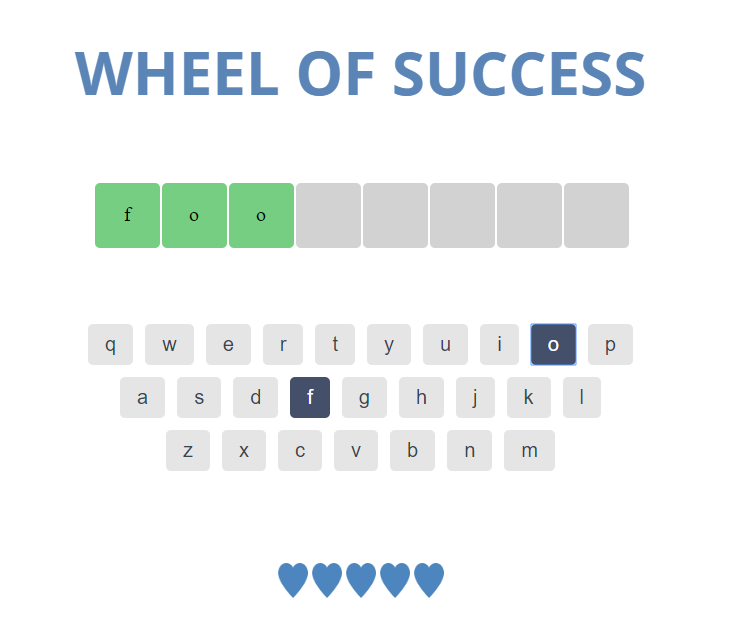 WHEEL OF SUCCESS
f o o
q w e r t y u i o p
a s d f g h j k l
z x c v b n m